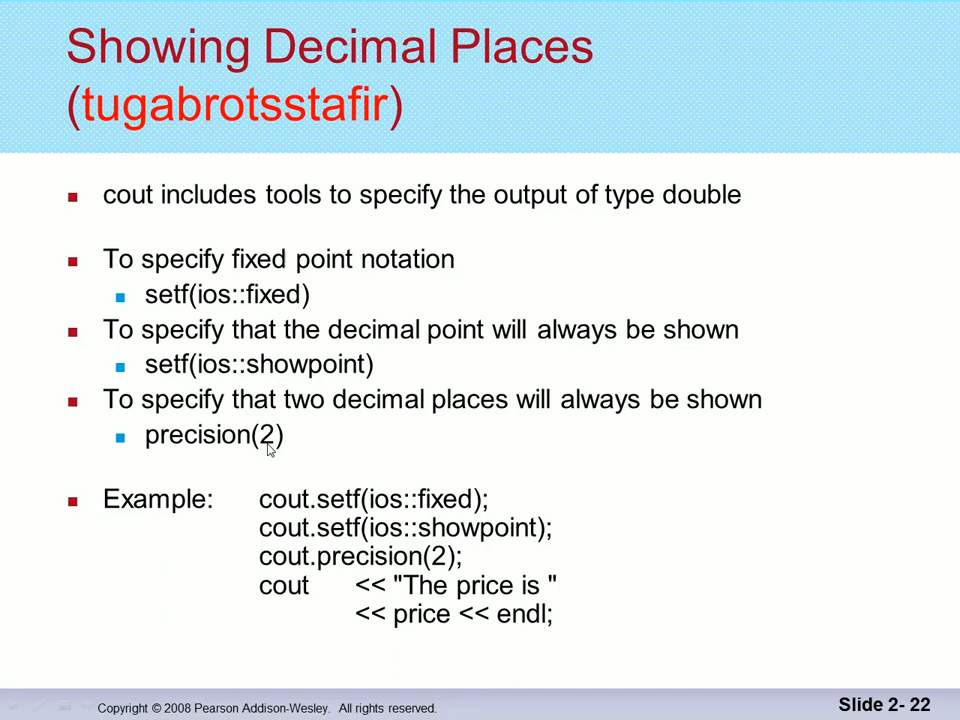 Showing Decimal Places
(tugabrotsstafir)
cout includes tools to specify the output of type double
To specify fixed point notation
setf(ios::fixed)
To specify that the decimal point will always be shown
setf(ios::showpoint)
To specify that two decimal places will always be shown
precision(2)
Example: cout.setf(ios::fixed);
cout.setf(ios::showpoint);
cout.precision(2);
cout << "The price is "
<< price << endl;
Copyright © 2008 Pearson Addison-Wesley. All rights reserved.
Slide 2- 22